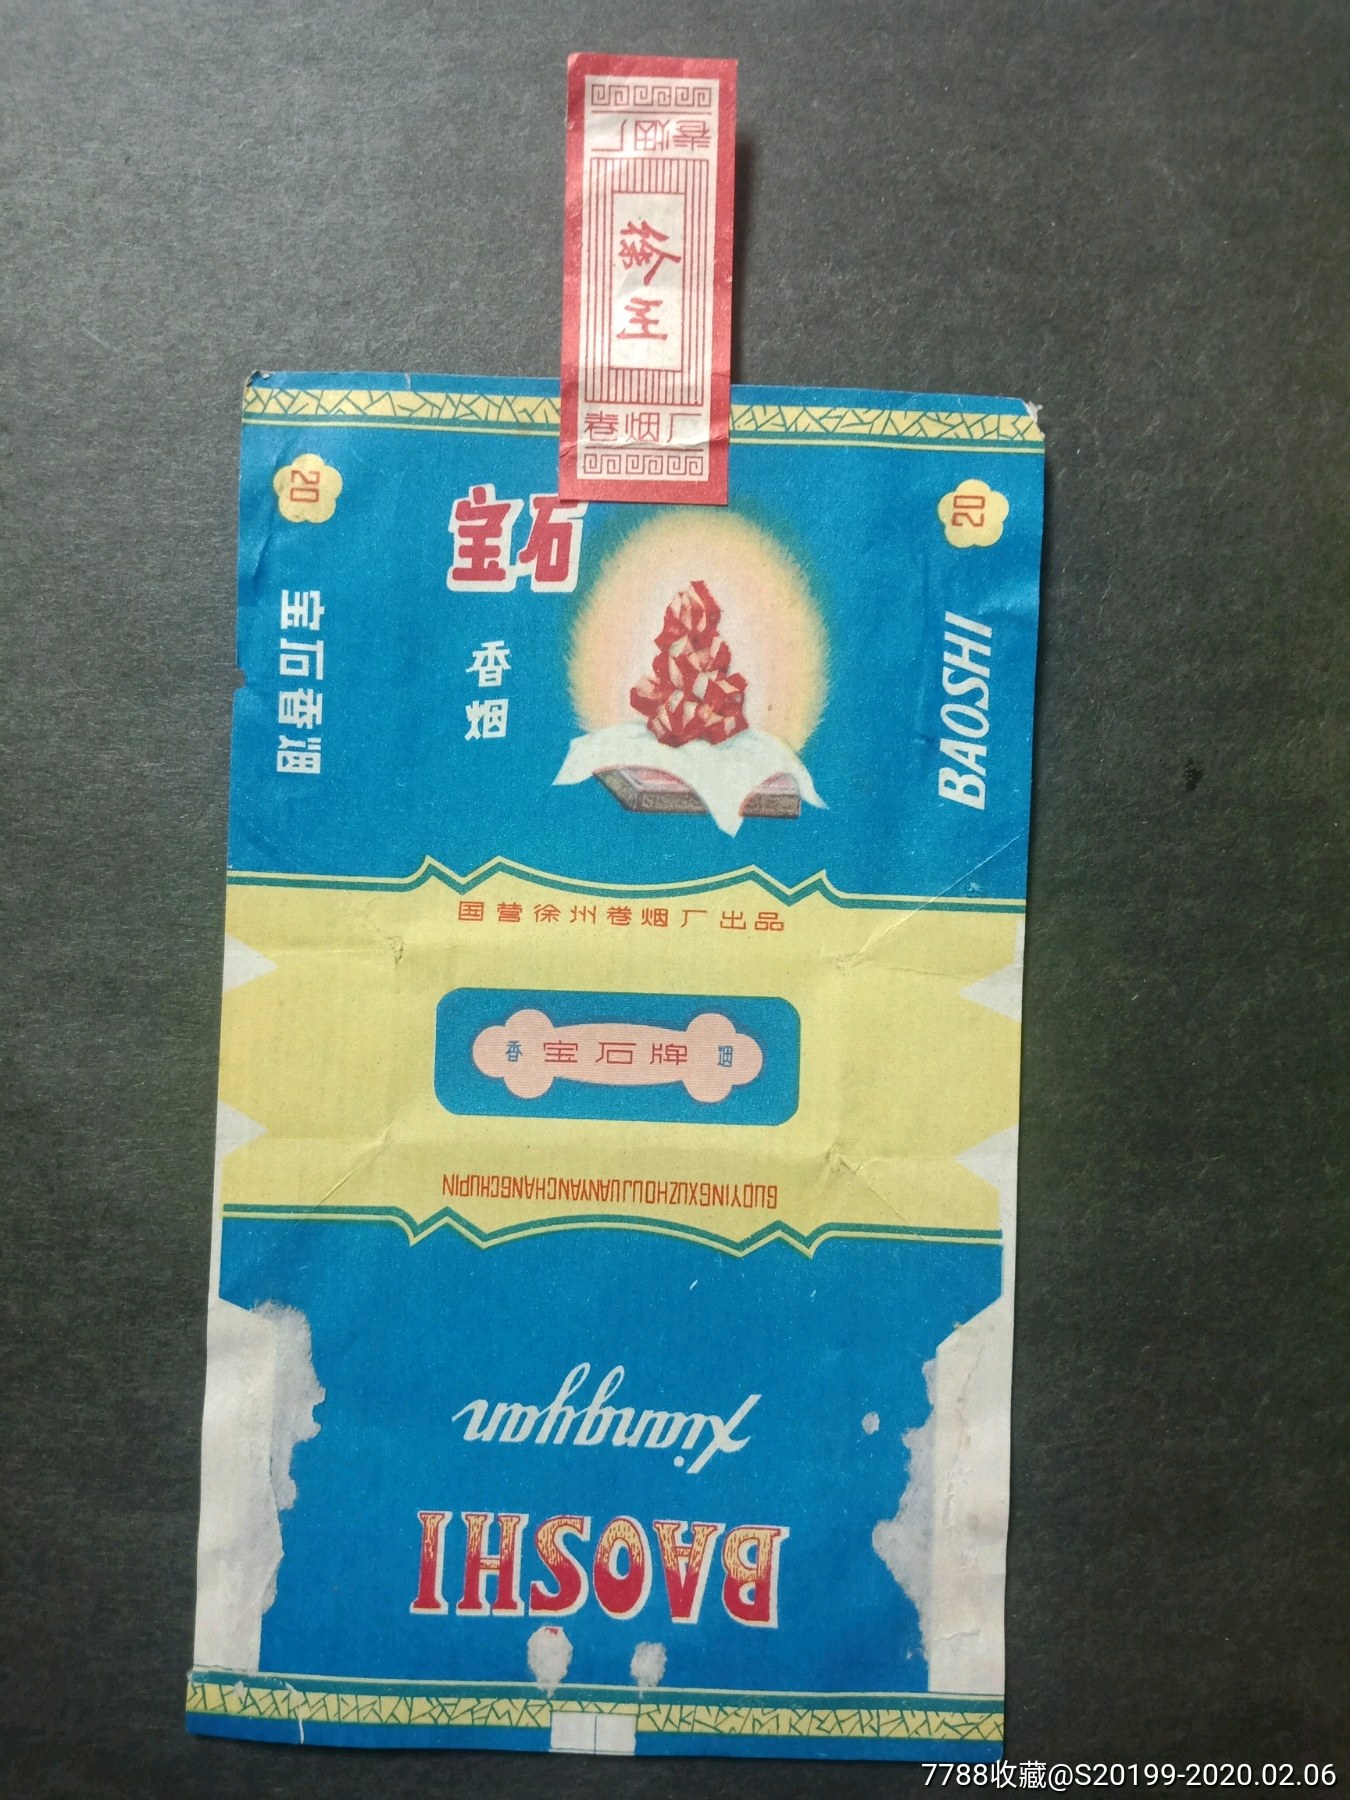 卷烟厂
徐州
卷烟厂
20
20
宝石
香烟
宝石香烟
BAOSHI
国营徐州卷烟厂出品
香 宝石牌 烟
GUOYINGXUZHOUJUANYANCHANGCHUPIN
Xiangyan
BAOSHI
7788收藏@S20199-2020.02.06